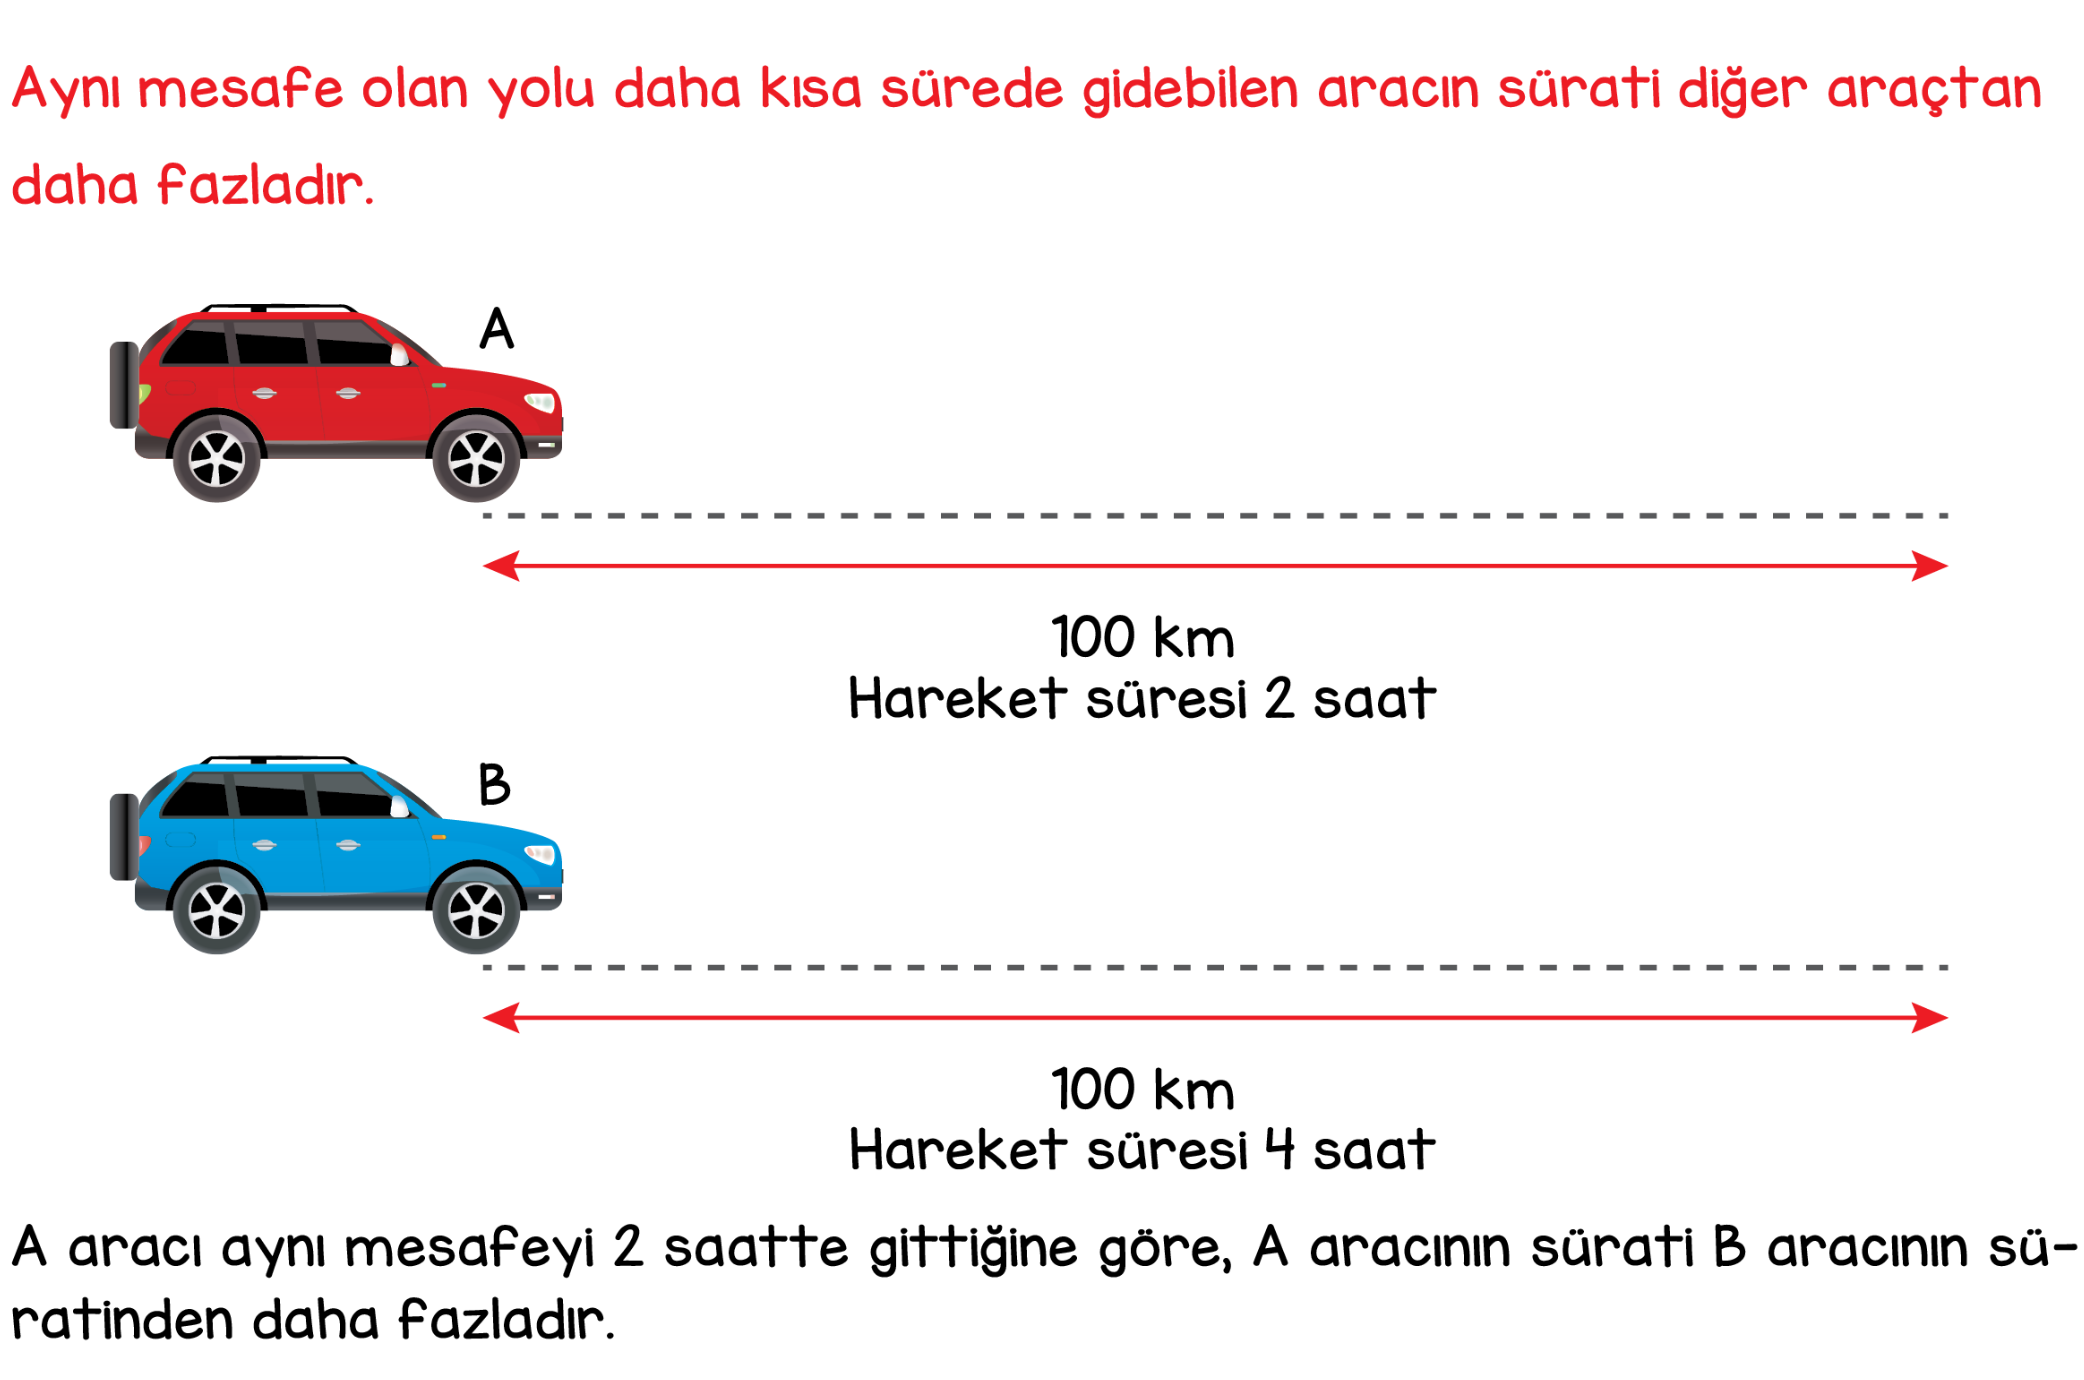 Aynı mesafe olan yolu daha kısa sürede gidebilen aracın sürati diğer araçtan
daha fazladır.
A
100 km
Hareket süresi 2 saat
B
100 km
Hareket süresi 4 saat
A aracı aynı mesafeyi 2 saatte gittiğine göre, A aracının sürati B aracının sü-
ratinden daha fazladır.